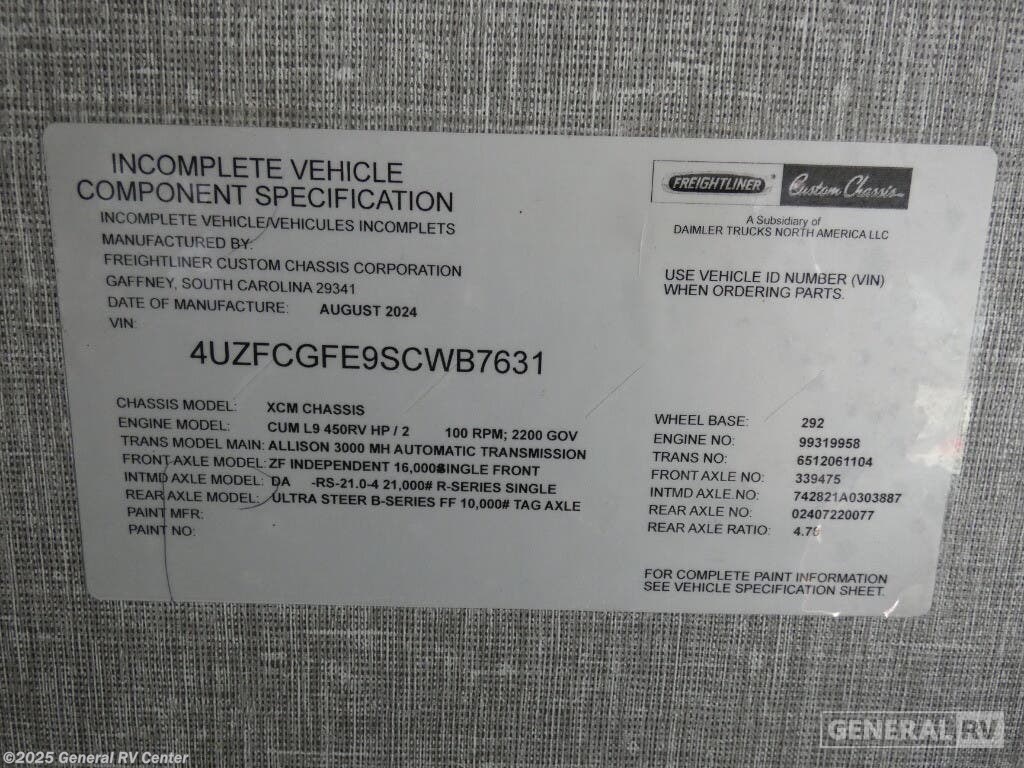 INCOMPLETE VEHICLE
COMPONENT SPECIFICATION
INCOMPLETE VEHICLE/VEHICULES INCOMPLETS
MANUFACTURED BY:
FREIGHTLINER CUSTOM CHASSIS CORPORATION
GAFFNEY, SOUTH CAROLINA 29341
DATE OF MANUFACTURE: AUGUST 2024
VIN:
4UZFCGFE9SCWB7631
FREIGHTLINER Custom Chassis
A Subsidiary of
DAIMLER TRUCKS NORTH AMERICA LLC
USE VEHICLE ID NUMBER (VIN)
WHEN ORDERING PARTS.
CHASSIS MODEL: XCM CHASSIS
ENGINE MODEL: CUM L9 450RV HP / 2 100 RPM; 2200 GOV
TRANS MODEL MAIN: ALLISON 3000 MH AUTOMATIC TRANSMISSION
FRONT AXLE MODEL: ZF INDEPENDENT 16,000# SINGLE FRONT
INTMD AXLE MODEL: DA -RS-21.0-4 21,000# R-SERIES SINGLE
REAR AXLE MODEL: ULTRA STEER B-SERIES FF 10,000# TAG AXLE
PAINT MFR:
PAINT NO:
WHEEL BASE: 292
ENGINE NO: 99319958
TRANS NO: 6512061104
FRONT AXLE NO: 339475
INTMD AXLE.NO: 742821A0303887
REAR AXLE NO: 02407220077
REAR AXLE RATIO:
FOR COMPLETE PAINT INFORMATION
SEE VEHICLE SPECIFICATION SHEET.
GENERAL RV
©2025 General RV Center